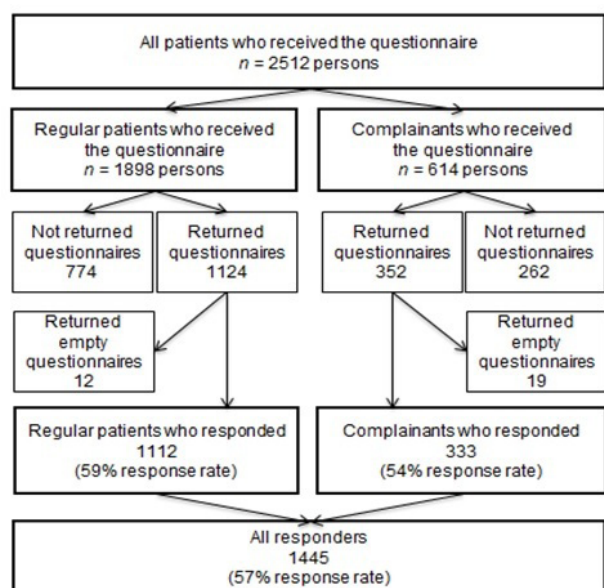 All patients who received the questionnaire
n = 2512 persons
Regular patients who received
the questionnaire
n = 1898 persons
Complainants who received
the questionnaire
n = 614 persons
Not returned
questionnaires
774
Returned
questionnaires
1124
Returned
questionnaires
352
Not returned
questionnaires
262
Returned
empty
questionnaires
12
Returned
empty
questionnaires
19
Regular patients who responded
1112
(59% response rate)
Complainants who responded
333
(54% response rate)
All responders
1445
(57% response rate)